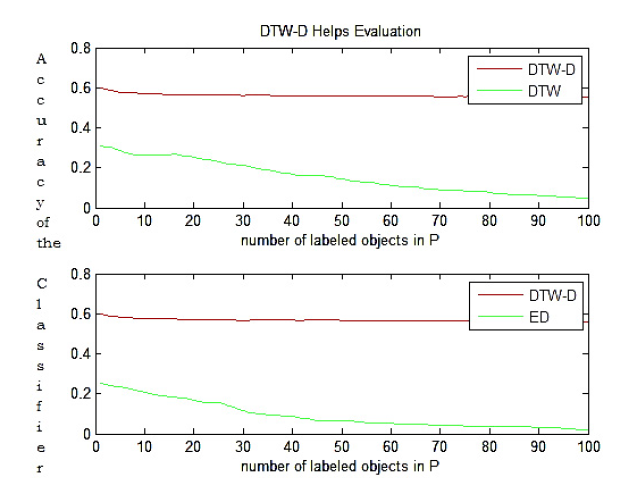 DTW-D Helps Evaluation
Accuracy of the Classifier
0.8
0.6
0.4
0.2
0
DTW-D
DTW
0 10 20 30 40 50 60 70 80 90 100
number of labeled objects in P
0.8
0.6
0.4
0.2
0
DTW-D
ED
0 10 20 30 40 50 60 70 80 90 100
number of labeled objects in P